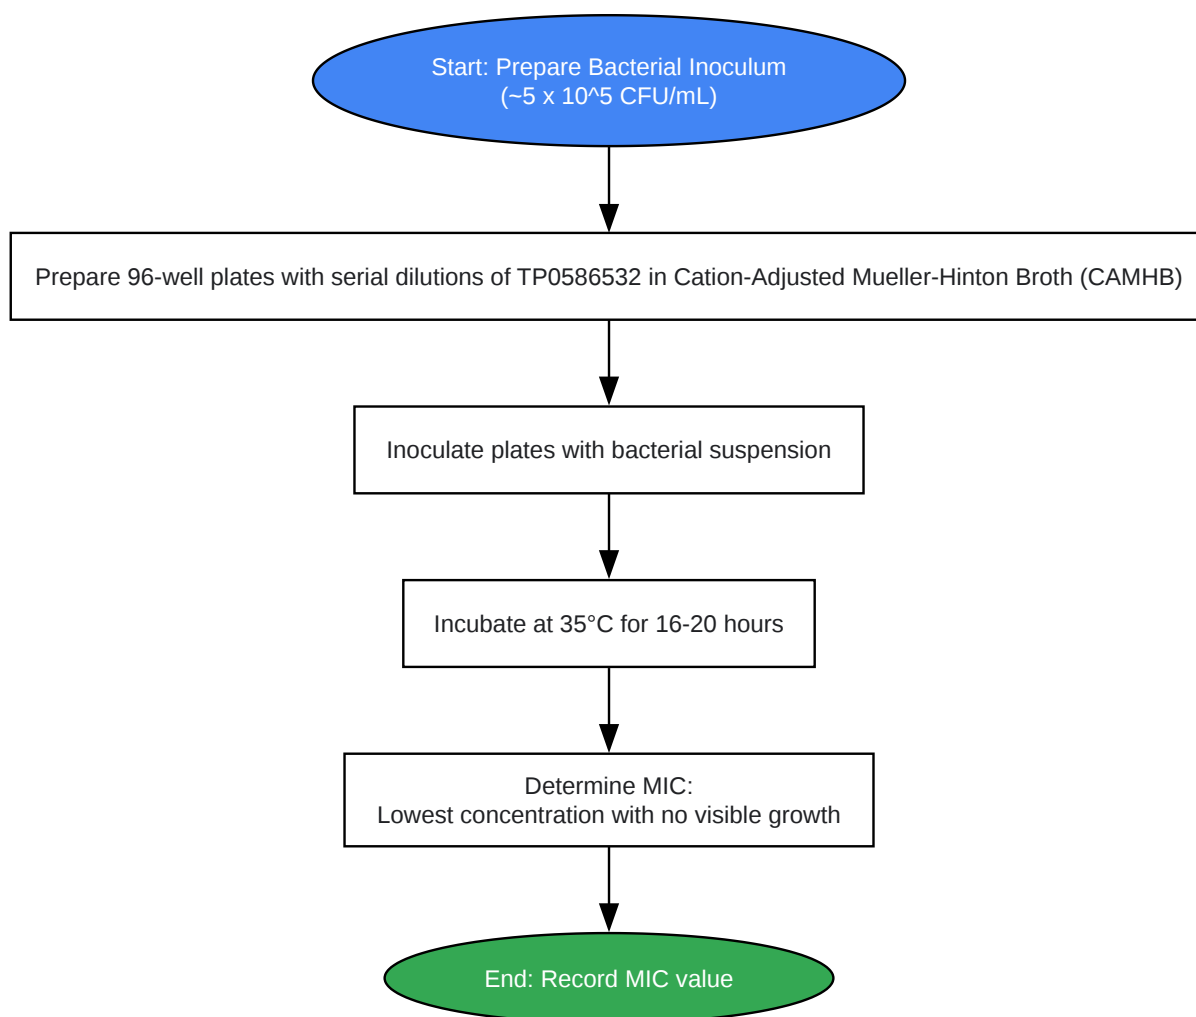 Start: Prepare Bacterial Inoculum
(~5 x 10^5 CFU/mL)
Prepare 96-well plates with serial dilutions of TP0586532 in Cation-Adjusted Mueller-Hinton Broth (CAMHB)
Inoculate plates with bacterial suspension
Incubate at 35°C for 16-20 hours
Determine MIC:
Lowest concentration with no visible growth
End: Record MIC value